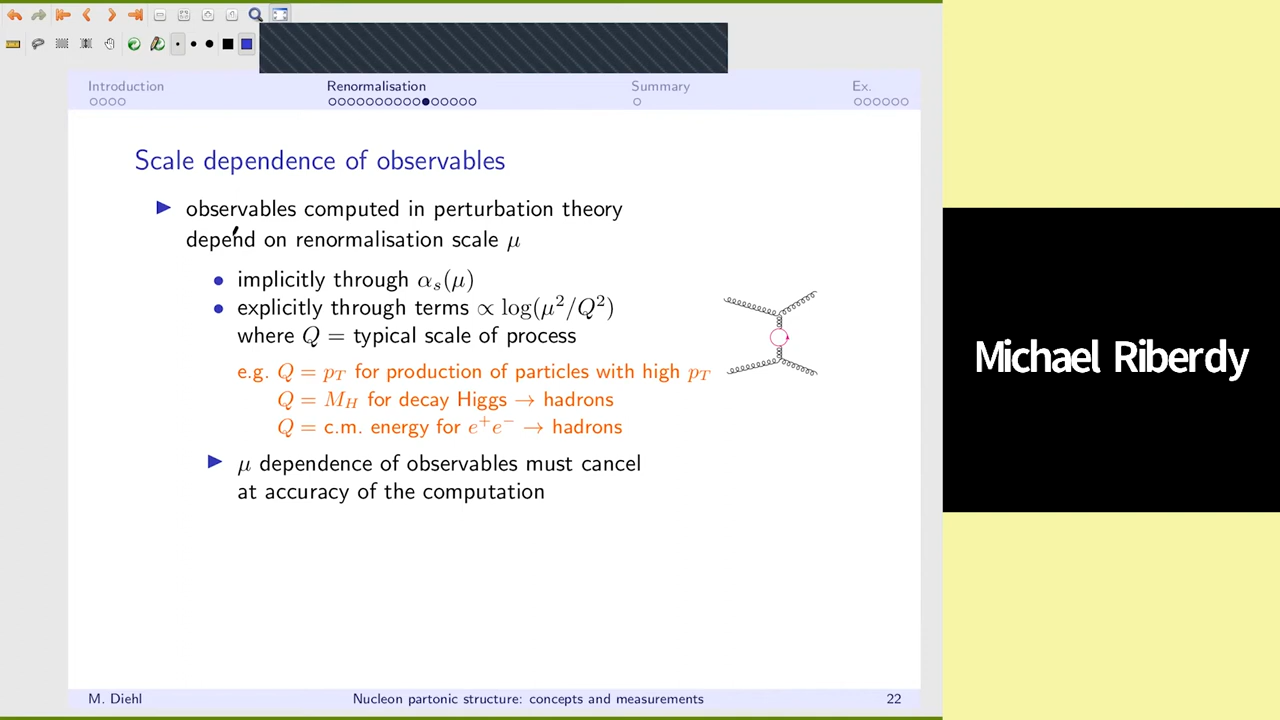 Introduction
Renormalisation
Summary
Ex.
Scale dependence of observables
observables computed in perturbation theory
depend on renormalisation scale μ
implicitly through αₛ(μ)
explicitly through terms ∝ log(μ²/Q²)
where Q = typical scale of process
e.g. Q = p_T for production of particles with high p_T
Q = M_H for decay Higgs → hadrons
Q = c.m. energy for e⁺e⁻ → hadrons
μ dependence of observables must cancel
at accuracy of the computation
M. Diehl
Nucleon partonic structure: concepts and measurements
22
Michael Riberdy